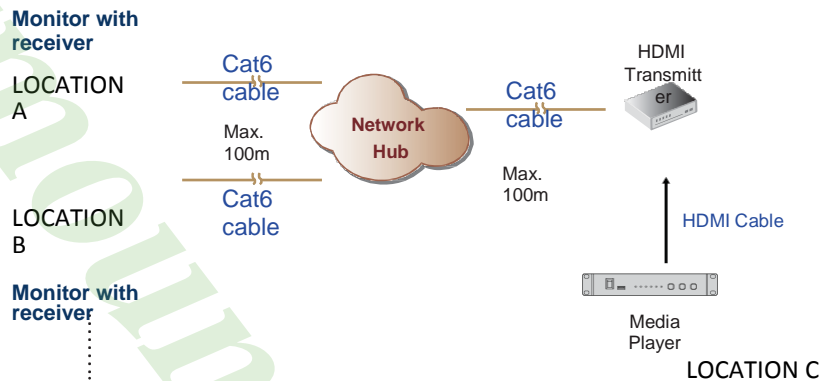 Monitor with
receiver
LOCATION
A
Cat6
cable
Max.
100m
Cat6
cable
LOCATION
B
Monitor with
receiver
Network
Hub
Cat6
cable
Max.
100m
HDMI
Transmitt
er
HDMI Cable
Media
Player
LOCATION C